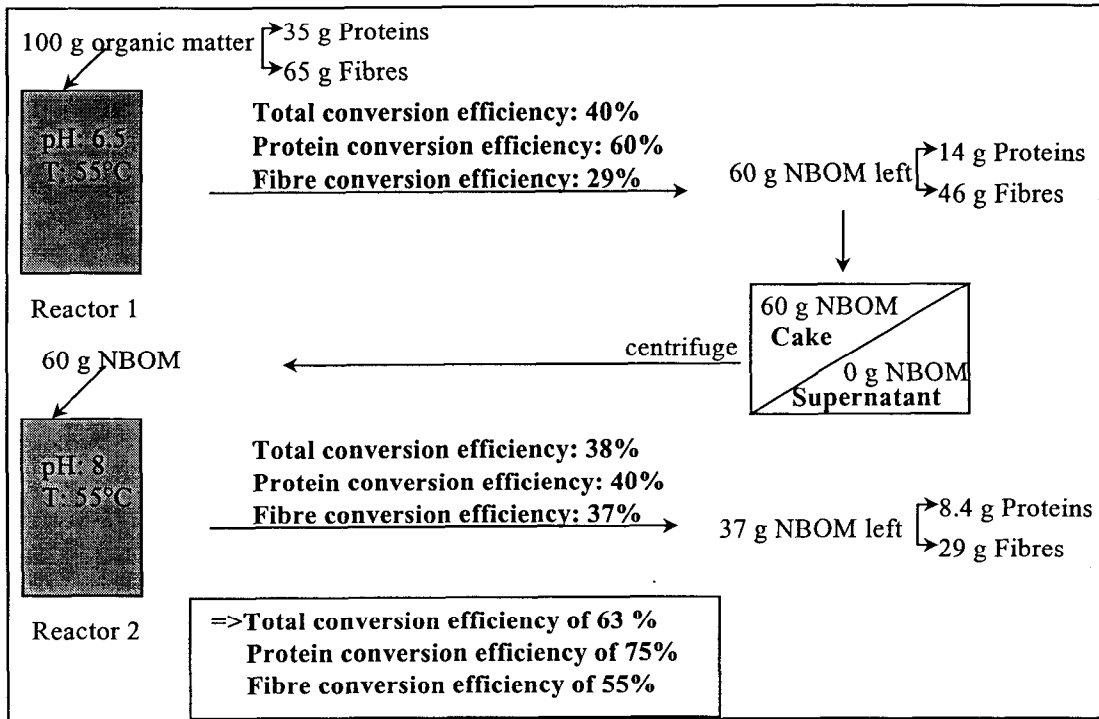 100 g organic matter
35 g Proteins
65 g Fibres
pH: 6.5
T: 55°C
Reactor 1
Total conversion efficiency: 40%
Protein conversion efficiency: 60%
Fibre conversion efficiency: 29%
60 g NBOM left
14 g Proteins
46 g Fibres
60 g NBOM
Cake
0 g NBOM
Supernatant
centrifuge
60 g NBOM
pH: 8
T: 55°C
Reactor 2
Total conversion efficiency: 38%
Protein conversion efficiency: 40%
Fibre conversion efficiency: 37%
37 g NBOM left
8.4 g Proteins
29 g Fibres
=>Total conversion efficiency of 63 %
Protein conversion efficiency of 75%
Fibre conversion efficiency of 55%